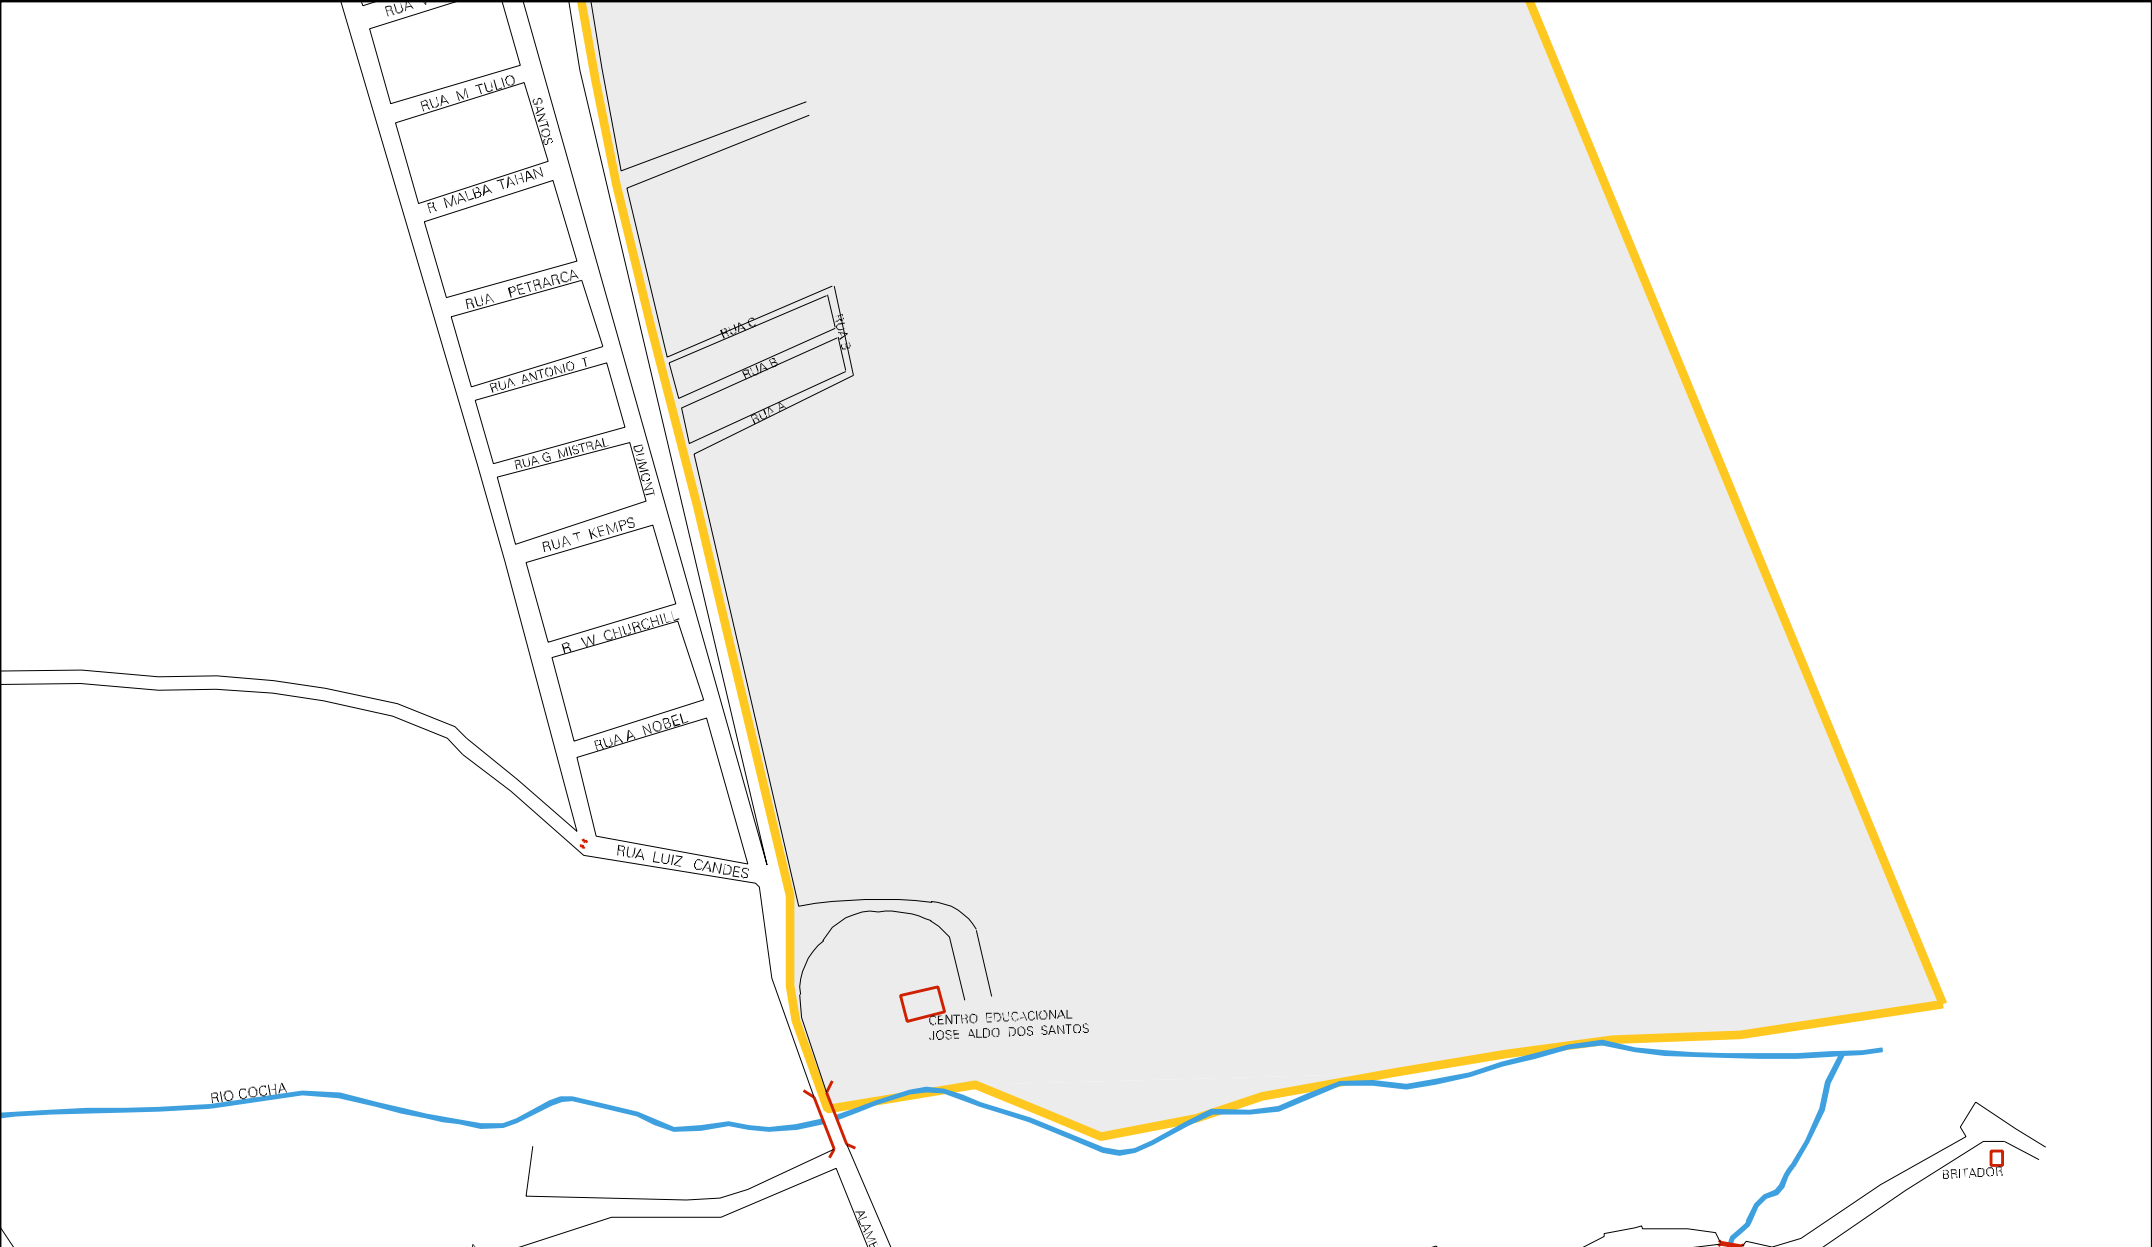 RUA
RUA M TULIO
SANTOS
R MALBA TAHAN
RUA PETRARCA
RUA C
RUA B
RUA A
RUA ANTONIO T
RUA G MISTRAL
DUMONT
RUA T KEMPS
R W CHURCHILL
RUA A NOBEL
RUA LUIZ CANDES
CENTRO EDUCACIONAL
JOSE ALDO DOS SANTOS
RIO COCHA
BRITADOR